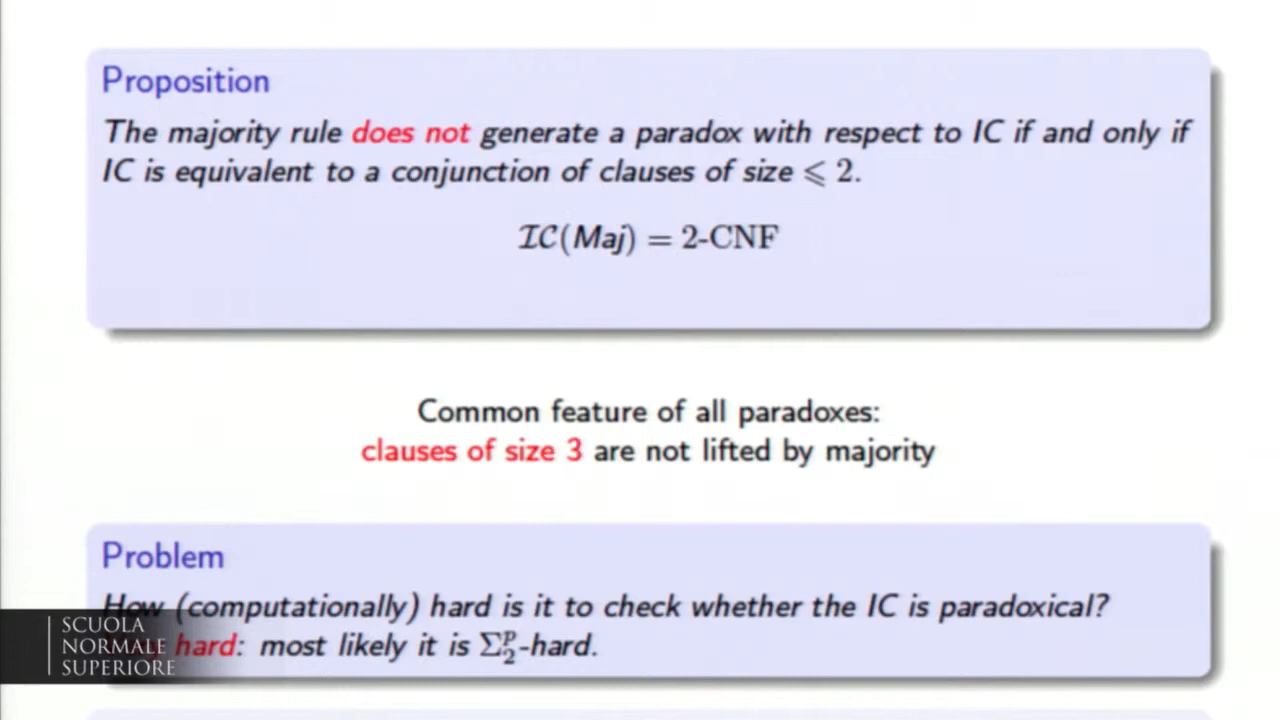 Proposition
The majority rule does not generate a paradox with respect to IC if and only if
IC is equivalent to a conjunction of clauses of size ⩽ 2.
𝓘𝓒(Maj) = 2-CNF
Common feature of all paradoxes:
clauses of size 3 are not lifted by majority
Problem
How (computationally) hard is it to check whether the IC is paradoxical?
hard: most likely it is Σ₂ᵖ-hard.
SCUOLA
NORMALE
SUPERIORE